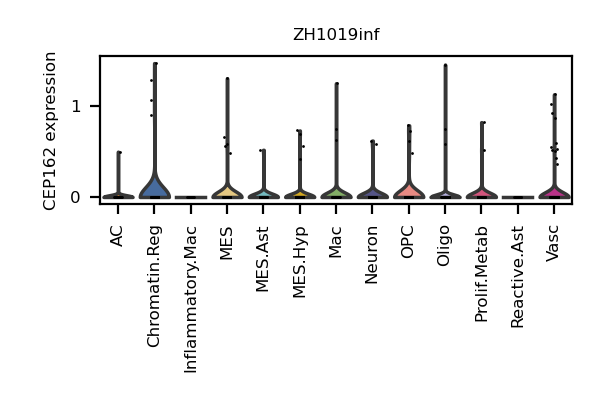 ZH1019inf
CEP162 expression
1
0
AC
Chromatin.Reg
Inflammatory.Mac
MES
MES.Ast
MES.Hyp
Mac
Neuron
OPC
Oligo
Prolif.Metab
Reactive.Ast
Vasc